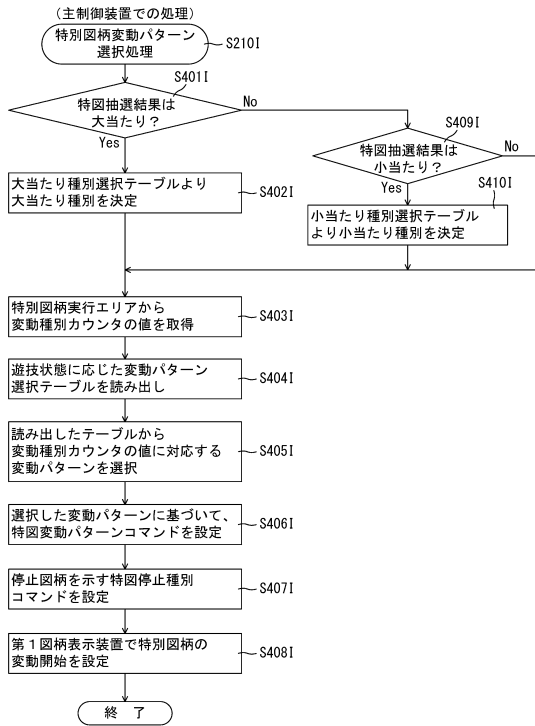 (主制御装置での処理)
特別図柄変動パターン
選択処理
S210I
S401I
特図抽選結果は
大当たり？
No
Yes
S409I
特図抽選結果は
小当たり？
No
Yes
大当たり種別選択テーブルより
大当たり種別を決定
S402I
S410I
小当たり種別選択テーブル
より小当たり種別を決定
特別図柄実行エリアから
変動種別カウンタの値を取得
S403I
遊技状態に応じた変動パターン
選択テーブルを読み出し
S404I
読み出したテーブルから
変動種別カウンタの値に対応する
変動パターンを選択
S405I
選択した変動パターンに基づいて、
特図変動パターンコマンドを設定
S406I
停止図柄を示す特図停止種別
コマンドを設定
S407I
第１図柄表示装置で特別図柄の
変動開始を設定
S408I
終 了